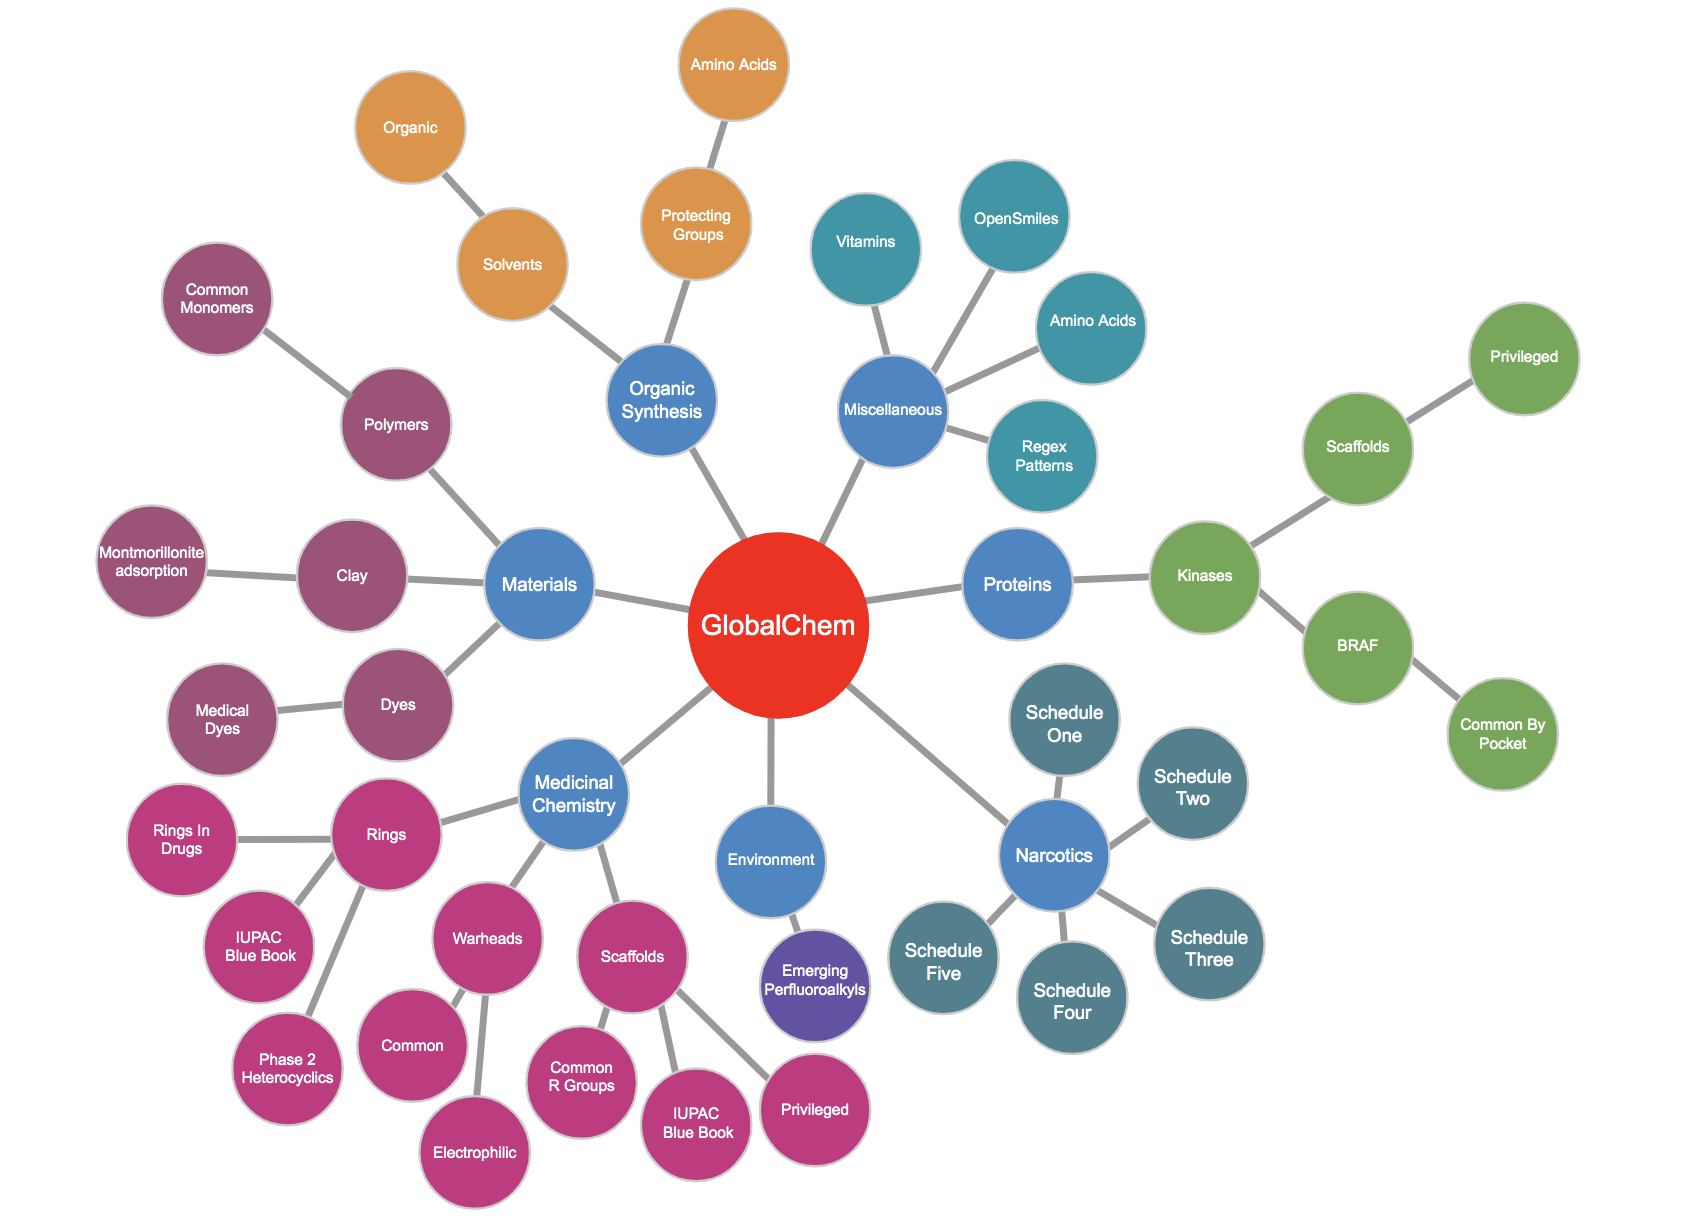 Amino Acids
Organic
Protecting
Groups
OpenSmiles
Vitamins
Solvents
Common
Monomers
Amino Acids
Privileged
Organic
Synthesis
Miscellaneous
Polymers
Regex
Patterns
Scaffolds
Montmorillonite
adsorption
Clay
Materials
Proteins
Kinases
GlobalChem
BRAF
Medical
Dyes
Dyes
Schedule
One
Common By
Pocket
Medicinal
Chemistry
Schedule
Two
Rings In
Drugs
Rings
Environment
Narcotics
IUPAC
Blue Book
Warheads
Scaffolds
Emerging
Perfluoroalkyls
Schedule
Five
Schedule
Three
Schedule
Four
Phase 2
Heterocyclics
Common
Common
R Groups
IUPAC
Blue Book
Privileged
Electrophilic